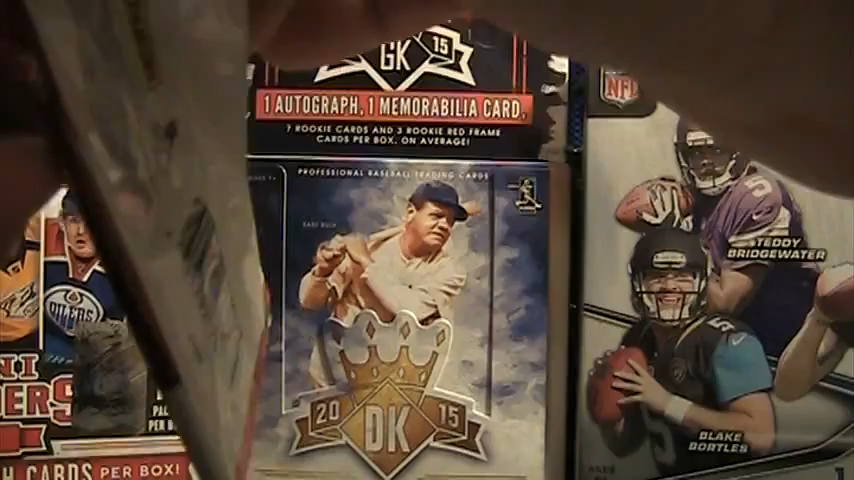 GK 15
1 AUTOGRAPH, 1 MEMORABILIA CARD,
7 ROOKIE CARDS AND 3 ROOKIE RED FRAME
CARDS PER BOX, ON AVERAGE!
NFL
PROFESSIONAL BASEBALL TRADING CARDS
BABE RUTH
20 DK 15
TEDDY
BRIDGEWATER
BLAKE
BORTLES
OILERS
CARDS PER BOX!